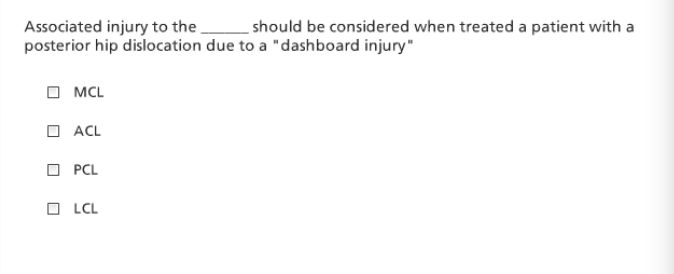 Associated injury to the ______ should be considered when treated a patient with a
posterior hip dislocation due to a "dashboard injury"
MCL
ACL
PCL
LCL